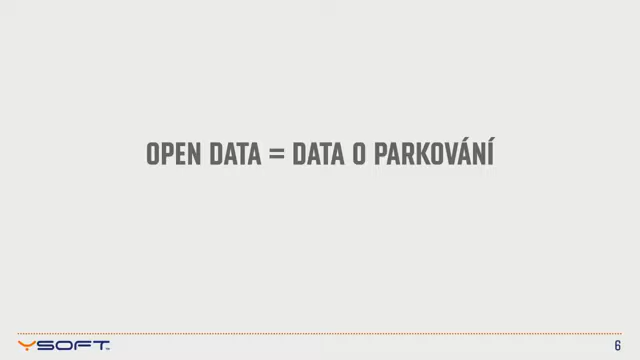 OPEN DATA = DATA O PARKOVÁNÍ
YSOFT
6